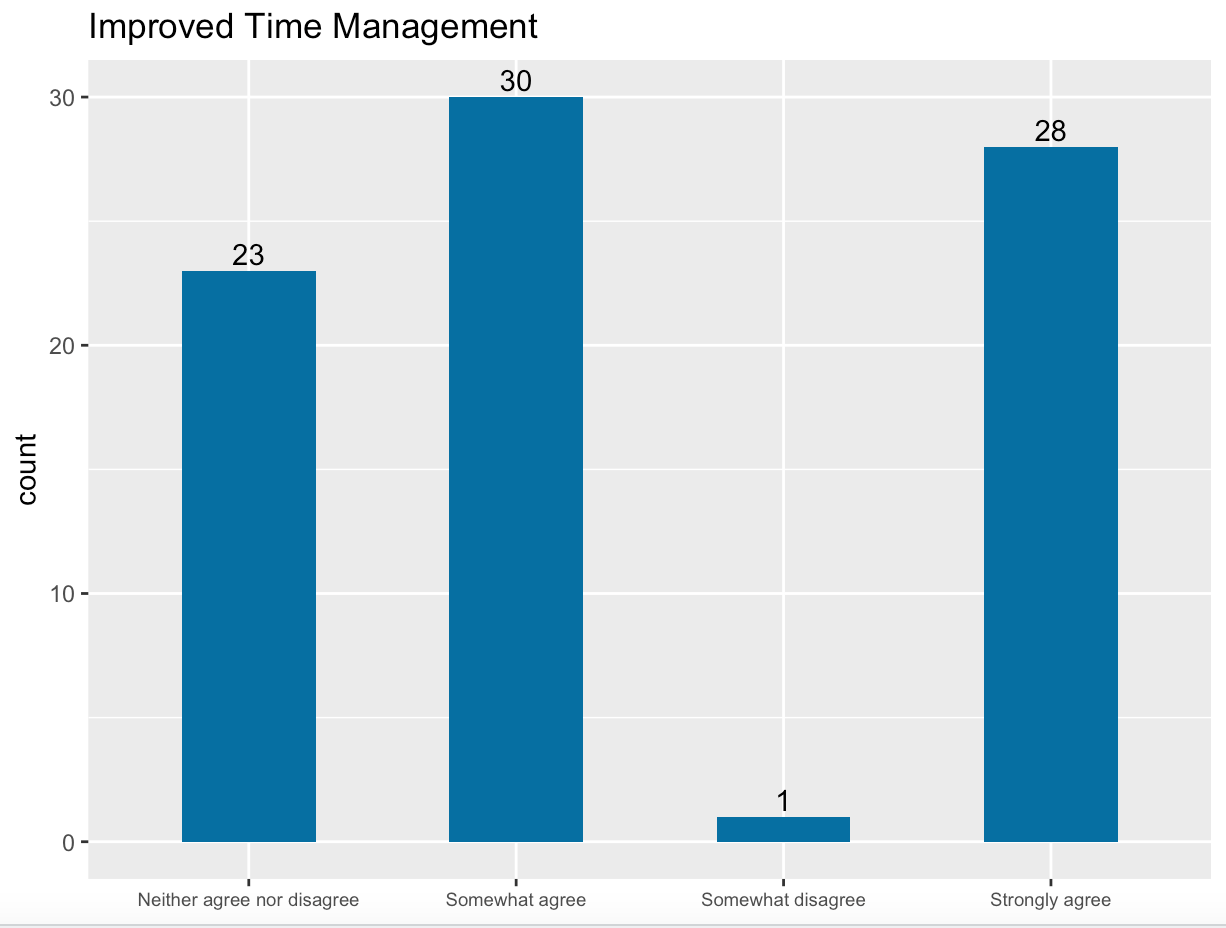 Improved Time Management
30
28
23
1
30
20
10
0
count
Neither agree nor disagree
Somewhat agree
Somewhat disagree
Strongly agree